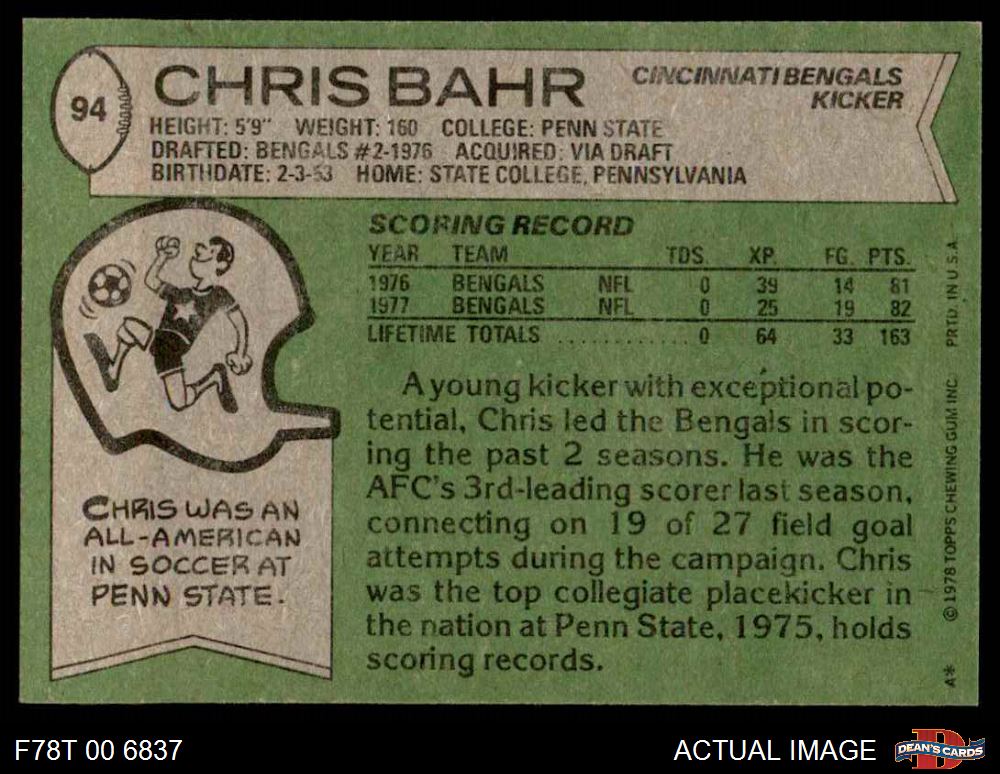 94
CHRIS BAHR
CINCINNATI BENGALS
KICKER
HEIGHT: 5'9" WEIGHT: 160 COLLEGE: PENN STATE
DRAFTED: BENGALS #2-1976 ACQUIRED: VIA DRAFT
BIRTHDATE: 2-3-53 HOME: STATE COLLEGE, PENNSYLVANIA
SCORING RECORD
YEAR TEAM TDS. XP. FG. PTS.
1976 BENGALS NFL 0 39 14 81
1977 BENGALS NFL 0 25 19 82
LIFETIME TOTALS ............ 0 64 33 163
A young kicker with exceptional po-
tential, Chris led the Bengals in scor-
ing the past 2 seasons. He was the
AFC's 3rd-leading scorer last season,
connecting on 19 of 27 field goal
attempts during the campaign. Chris
was the top collegiate placekicker in
the nation at Penn State, 1975, holds
scoring records.
CHRIS WAS AN
ALL-AMERICAN
IN SOCCER AT
PENN STATE.
A* © 1978 TOPPS CHEWING GUM INC. PRTD. IN U.S.A.
F78T 00 6837
ACTUAL IMAGE
D
DEAN'S CARDS